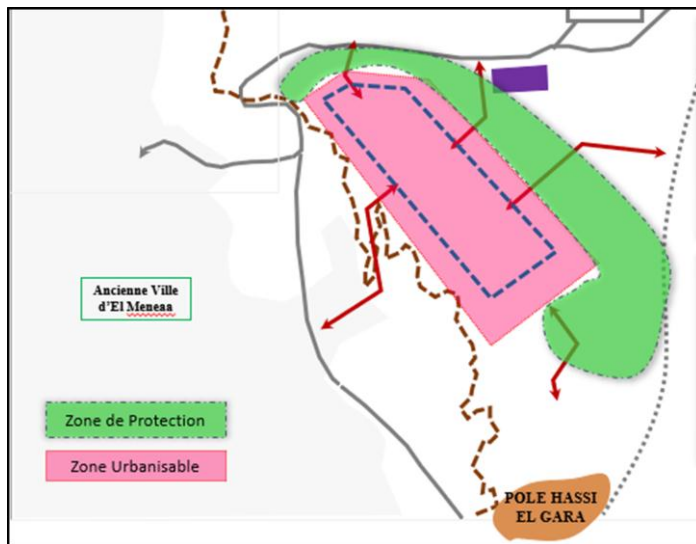 Ancienne Ville
d'El Meneaa
Zone de Protection
Zone Urbanisable
POLE HASSI
EL GARA